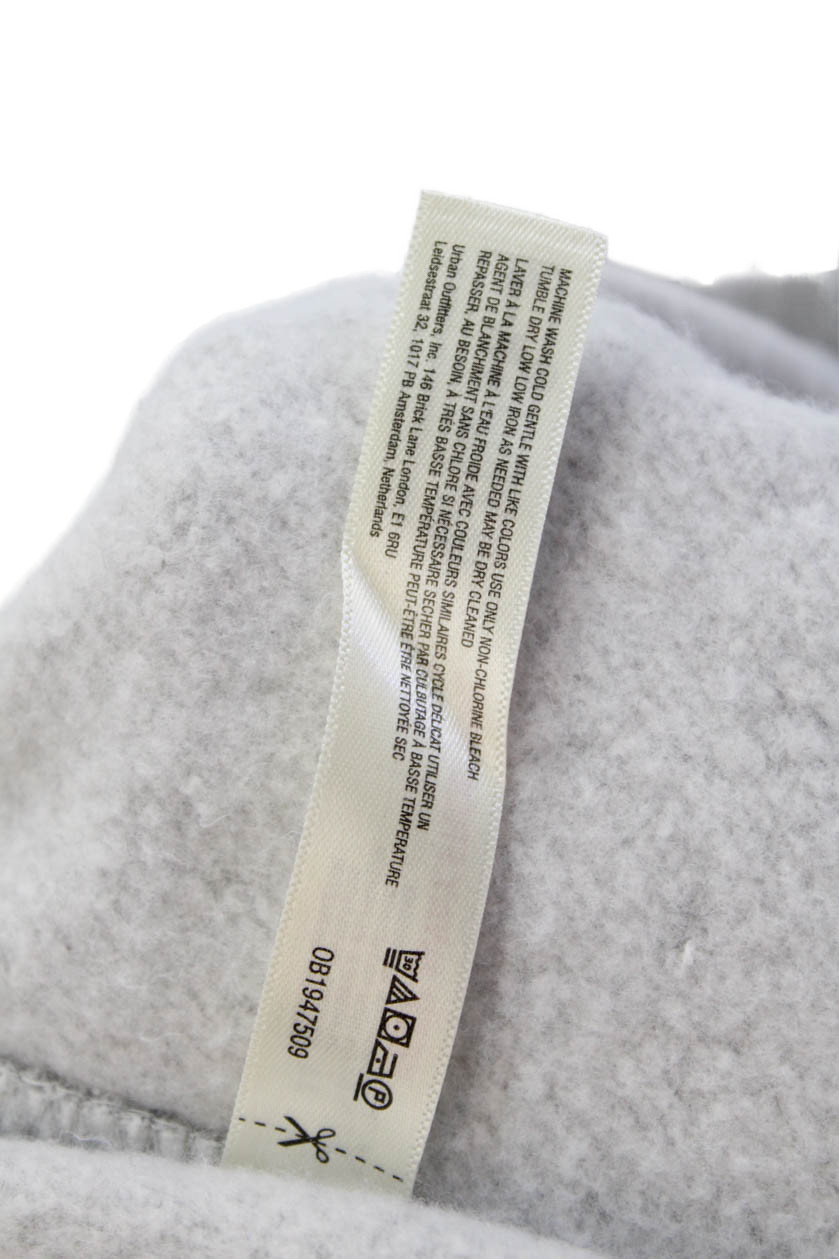 MACHINE WASH COLD GENTLE WITH LIKE COLORS USE ONLY NON-CHLORINE BLEACH
TUMBLE DRY LOW LOW IRON AS NEEDED MAY BE DRY CLEANED
LAVER À LA MACHINE À L'EAU FROIDE AVEC COULEURS SIMILAIRES CYCLE DÉLICAT UTILISER UN
AGENT DE BLANCHIMENT SANS CHLORE SI NÉCESSAIRE SÉCHER PAR CULBUTAGE À BASSE TEMPERATURE
REPASSER, AU BESOIN, À TRÈS BASSE TEMPÉRATURE PEUT-ÊTRE ÊTRE NETTOYÉE SEC
Urban Outfitters, Inc. 146 Brick Lane London, E1 6RU
Leidsestraat 32, 1017 PB Amsterdam, Netherlands
30
P
OB1947509